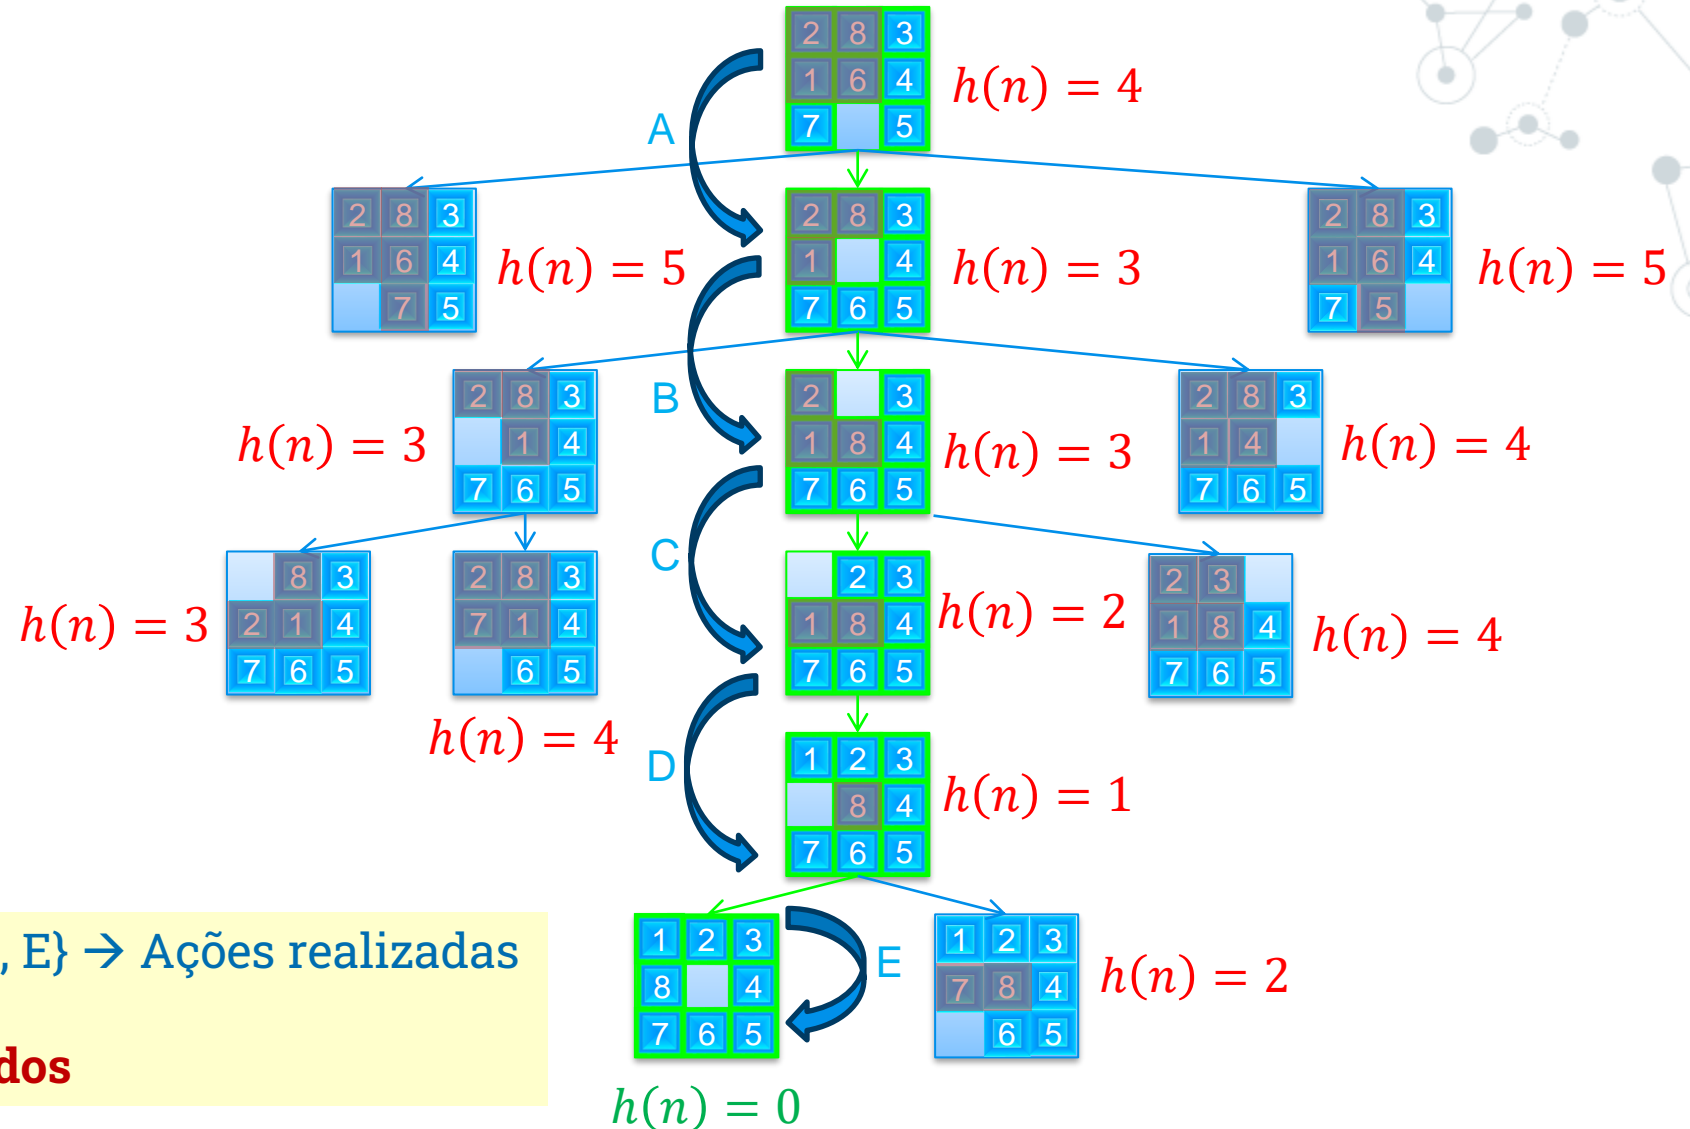 2 8 3
1 6 4
7 5
h(n) = 4
A
2 8 3
1 6 4
7 5
h(n) = 5
2 8 3
1 4
7 6 5
h(n) = 3
2 8 3
1 6 4
7 5
h(n) = 5
B
h(n) = 3
2 8 3
1 4
7 6 5
2 3
1 8 4
7 6 5
h(n) = 3
2 8 3
1 4
7 6 5
h(n) = 4
C
h(n) = 3
8 3
2 1 4
7 6 5
2 8 3
7 1 4
6 5
h(n) = 4
2 3
1 8 4
7 6 5
h(n) = 2
2 3
1 8 4
7 6 5
h(n) = 4
D
1 2 3
8 4
7 6 5
h(n) = 1
, E} → Ações realizadas
dos
1 2 3
8 4
7 6 5
h(n) = 0
E
1 2 3
7 8 4
6 5
h(n) = 2